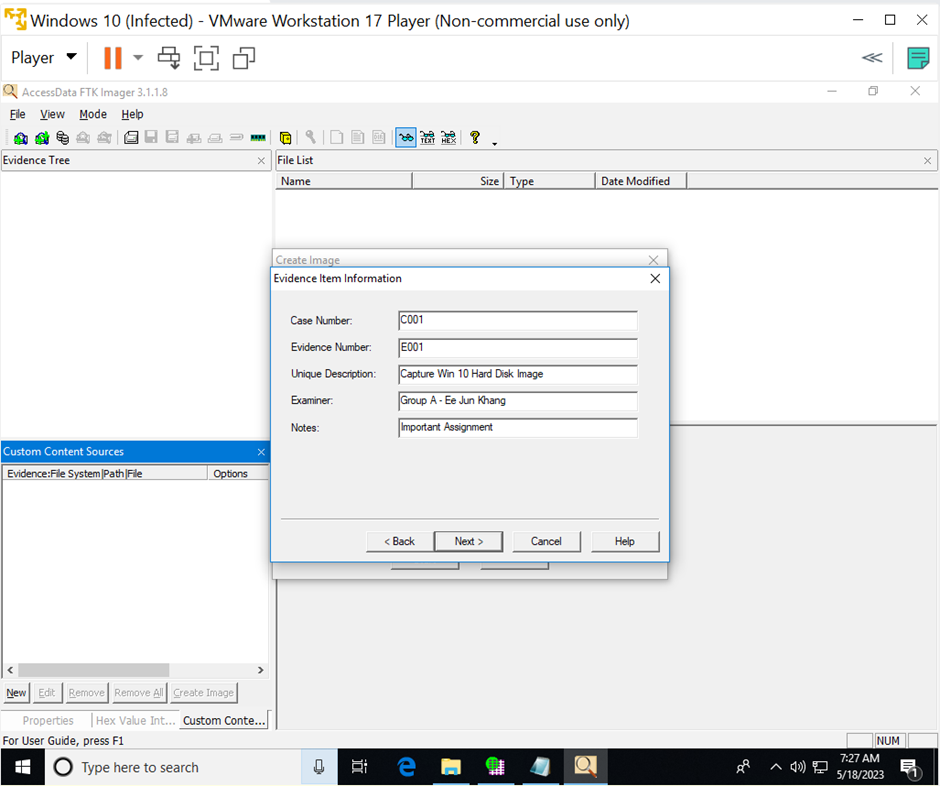 Windows 10 (Infected) - VMware Workstation 17 Player (Non-commercial use only)
Player
AccessData FTK Imager 3.1.1.8
File View Mode Help
TEXT HEX
Evidence Tree
File List
Name Size Type Date Modified
Create Image
Evidence Item Information
Case Number: C001
Evidence Number: E001
Unique Description: Capture Win 10 Hard Disk Image
Examiner: Group A - Ee Jun Khang
Notes: Important Assignment
< Back Next > Cancel Help
Custom Content Sources
Evidence:File System|Path|File Options
New Edit Remove Remove All Create Image
Properties Hex Value Int... Custom Conte...
For User Guide, press F1
NUM
Type here to search
7:27 AM
5/18/2023
1